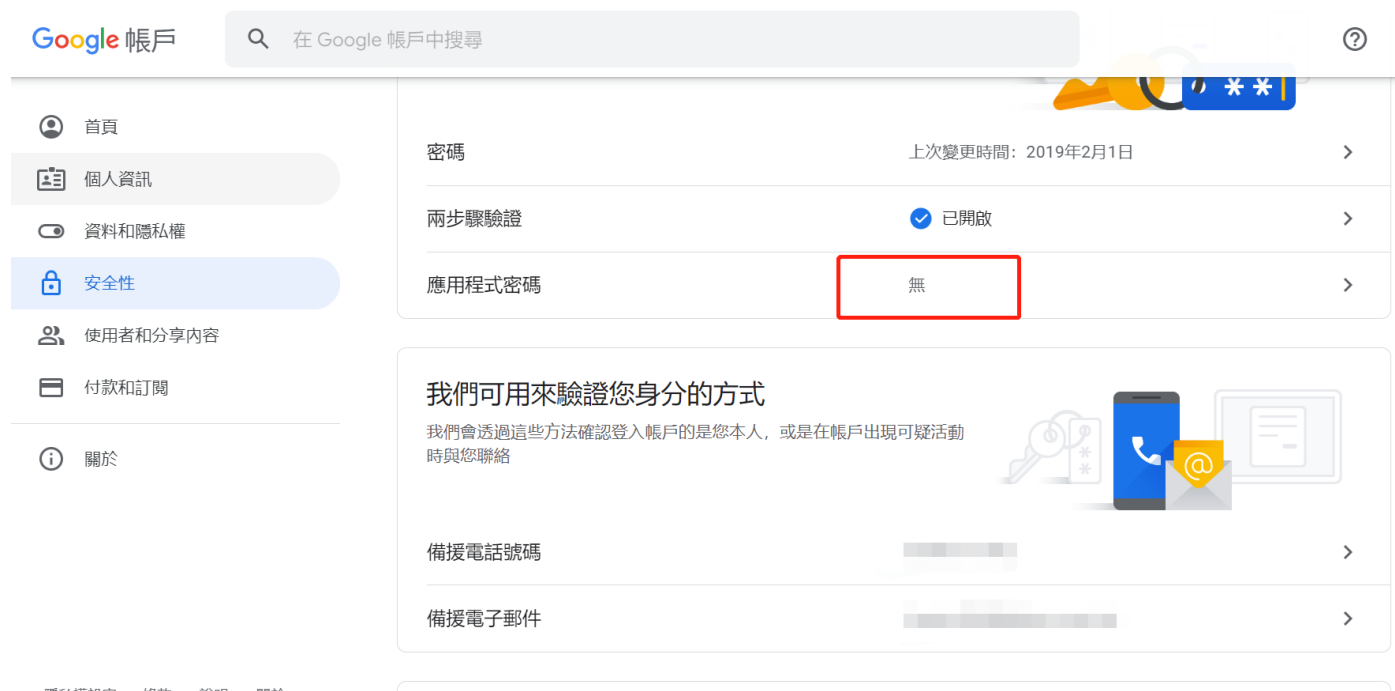 Google 帳戶
在 Google 帳戶中搜尋
首頁
個人資訊
資料和隱私權
安全性
使用者和分享內容
付款和訂閱
關於
密碼
上次變更時間：2019年2月1日
兩步驟驗證
已開啟
應用程式密碼
無
我們可用來驗證您身分的方式
我們會透過這些方法確認登入帳戶的是您本人，或是在帳戶出現可疑活動
時與您聯絡
備援電話號碼
備援電子郵件